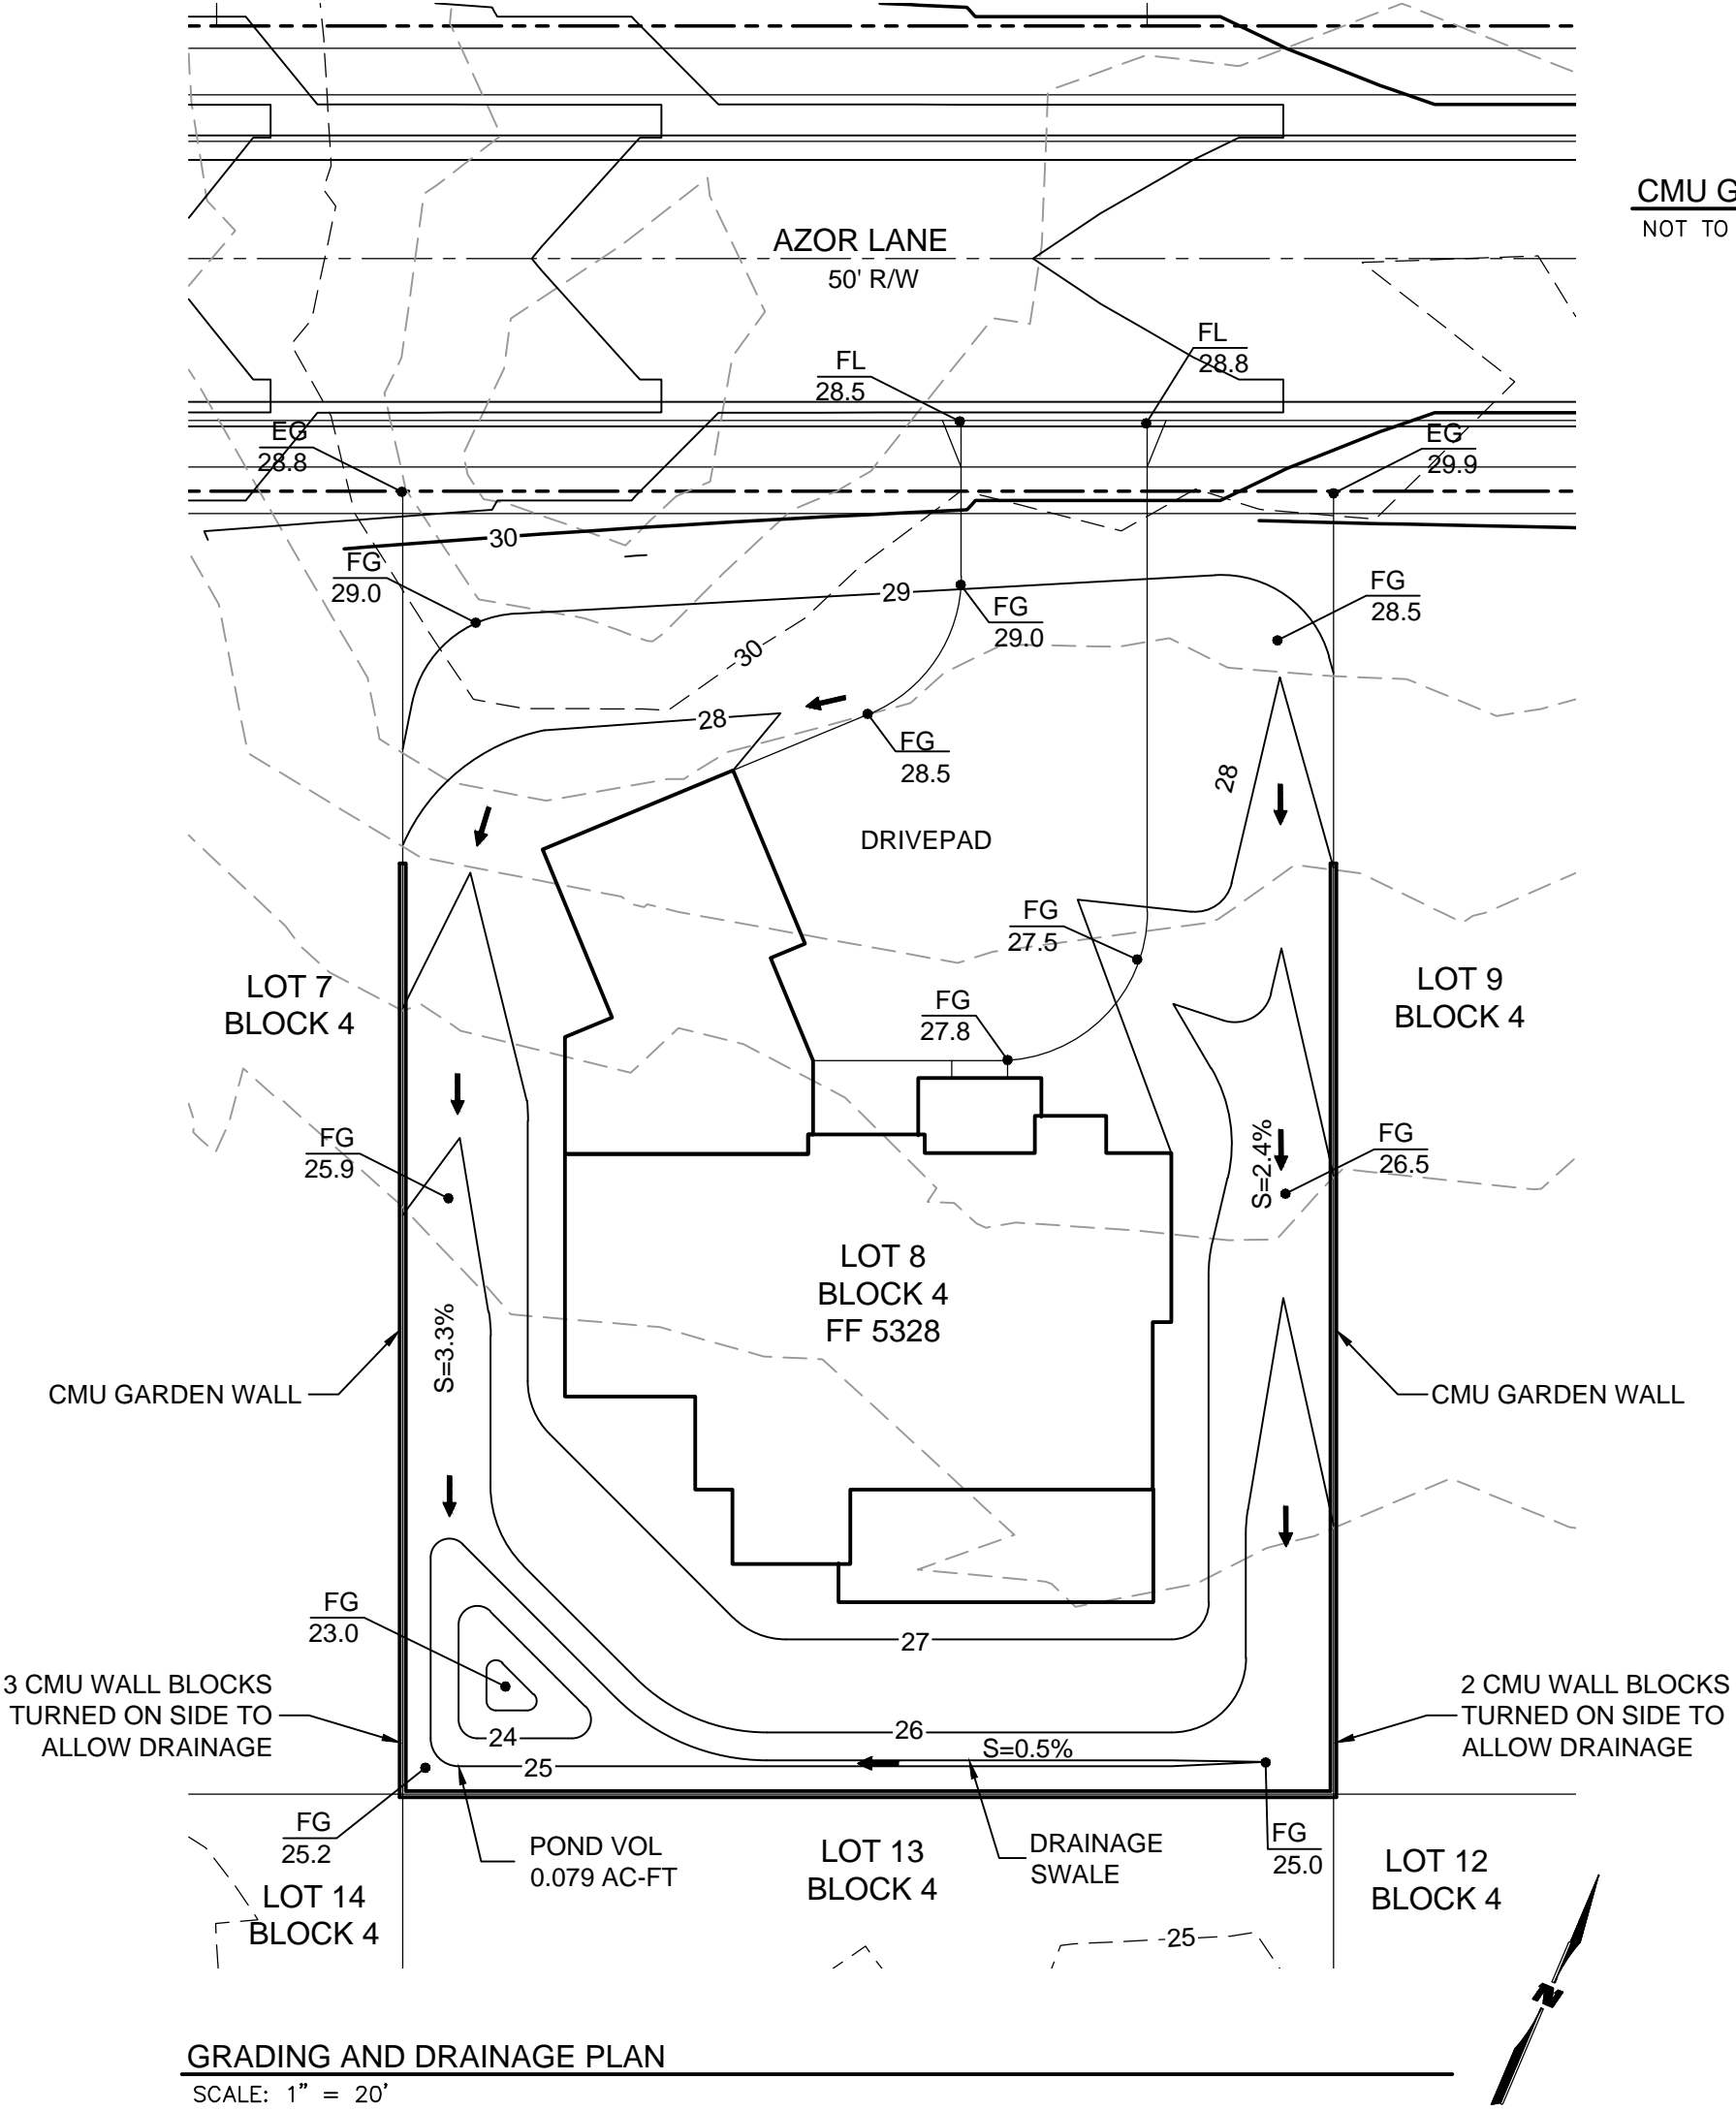 CMU G
NOT TO
AZOR LANE
50' R/W
FL
28.5
FL
28.8
EG
28.8
EG
29.9
30
FG
29.0
29
FG
29.0
FG
28.5
30
28
FG
28.5
28
DRIVEPAD
FG
27.5
LOT 7
BLOCK 4
LOT 9
BLOCK 4
FG
27.8
FG
25.9
S=2.4%
FG
26.5
LOT 8
BLOCK 4
FF 5328
S=3.3%
CMU GARDEN WALL
CMU GARDEN WALL
FG
23.0
27
3 CMU WALL BLOCKS
TURNED ON SIDE TO
ALLOW DRAINAGE
2 CMU WALL BLOCKS
TURNED ON SIDE TO
ALLOW DRAINAGE
24
26
S=0.5%
25
FG
25.2
POND VOL
0.079 AC-FT
LOT 13
BLOCK 4
DRAINAGE
SWALE
FG
25.0
LOT 12
BLOCK 4
LOT 14
BLOCK 4
25
N
GRADING AND DRAINAGE PLAN
SCALE: 1" = 20'